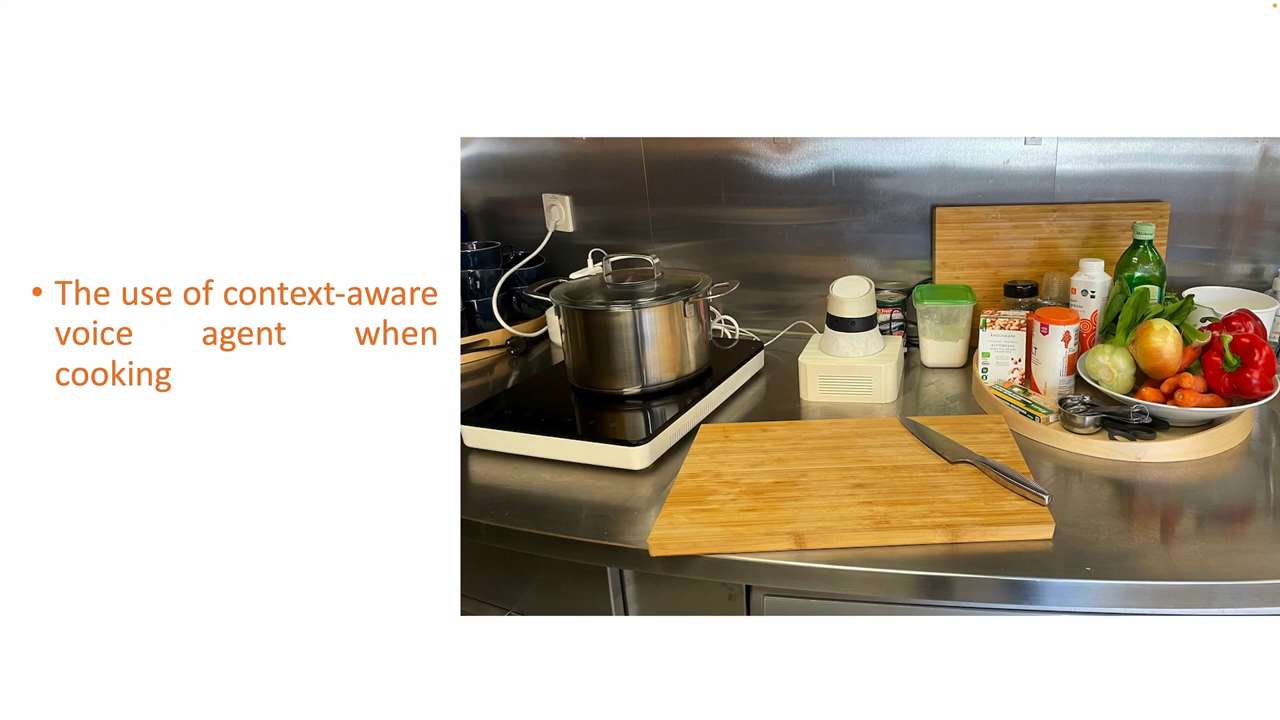 • The use of context-aware
voice agent when
cooking